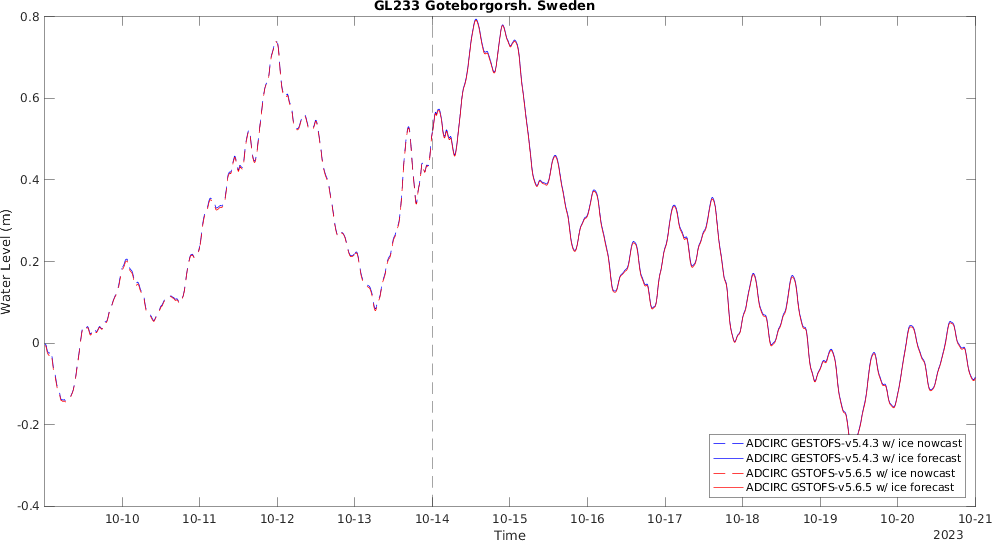 GL233 Goteborgorsh. Sweden
Water Level (m)
0.8
0.6
0.4
0.2
0
-0.2
-0.4
ADCIRC GESTOFS-v5.4.3 w/ ice nowcast
ADCIRC GESTOFS-v5.4.3 w/ ice forecast
ADCIRC GSTOFS-v5.6.5 w/ ice nowcast
ADCIRC GSTOFS-v5.6.5 w/ ice forecast
10-10 10-11 10-12 10-13 10-14 10-15 10-16 10-17 10-18 10-19 10-20 10-21
Time
2023